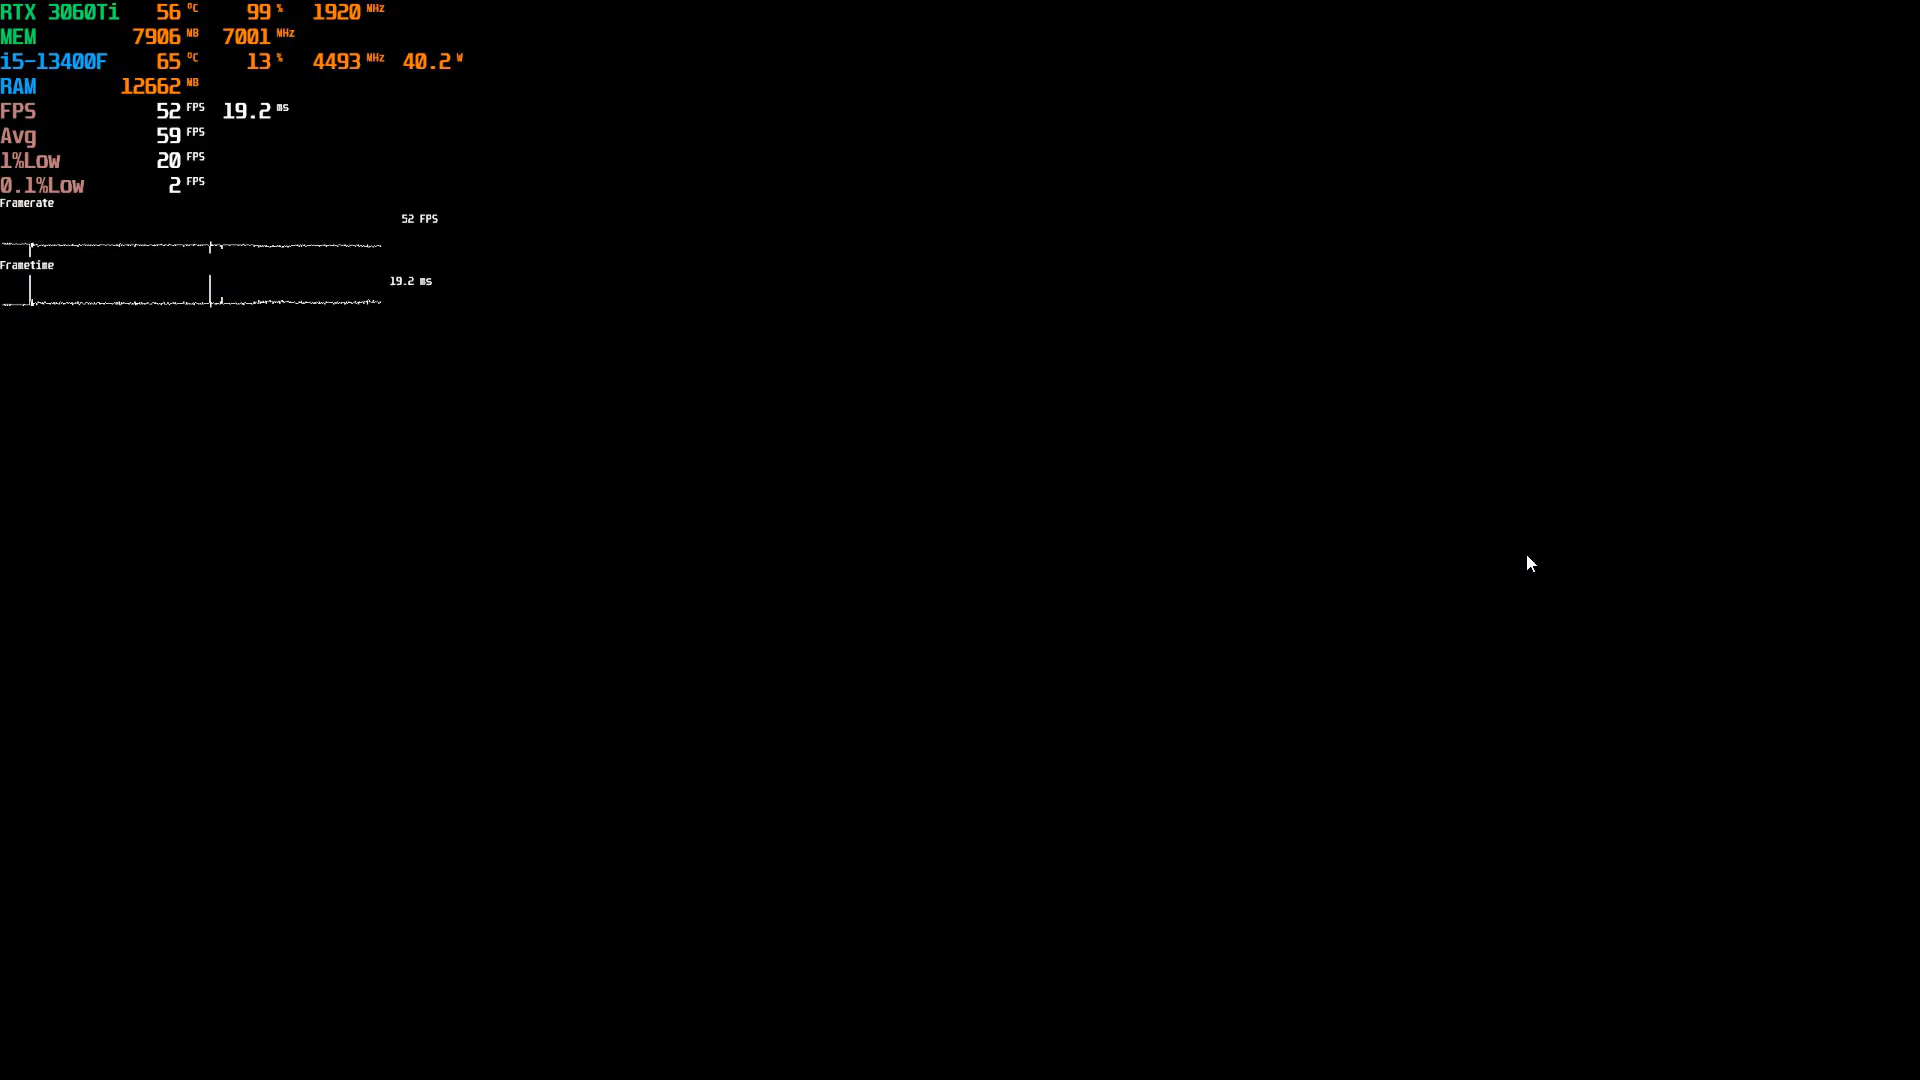 RTX 3060Ti 56 °C 99 % 1920 MHz
MEM 7906 MB 7001 MHz
i5-13400F 65 °C 13 % 4493 MHz 40.2 W
RAM 12662 MB
FPS 52 FPS 19.2 ms
Avg 59 FPS
1%Low 20 FPS
0.1%Low 2 FPS
Framerate
52 FPS
Frametime
19.2 ms